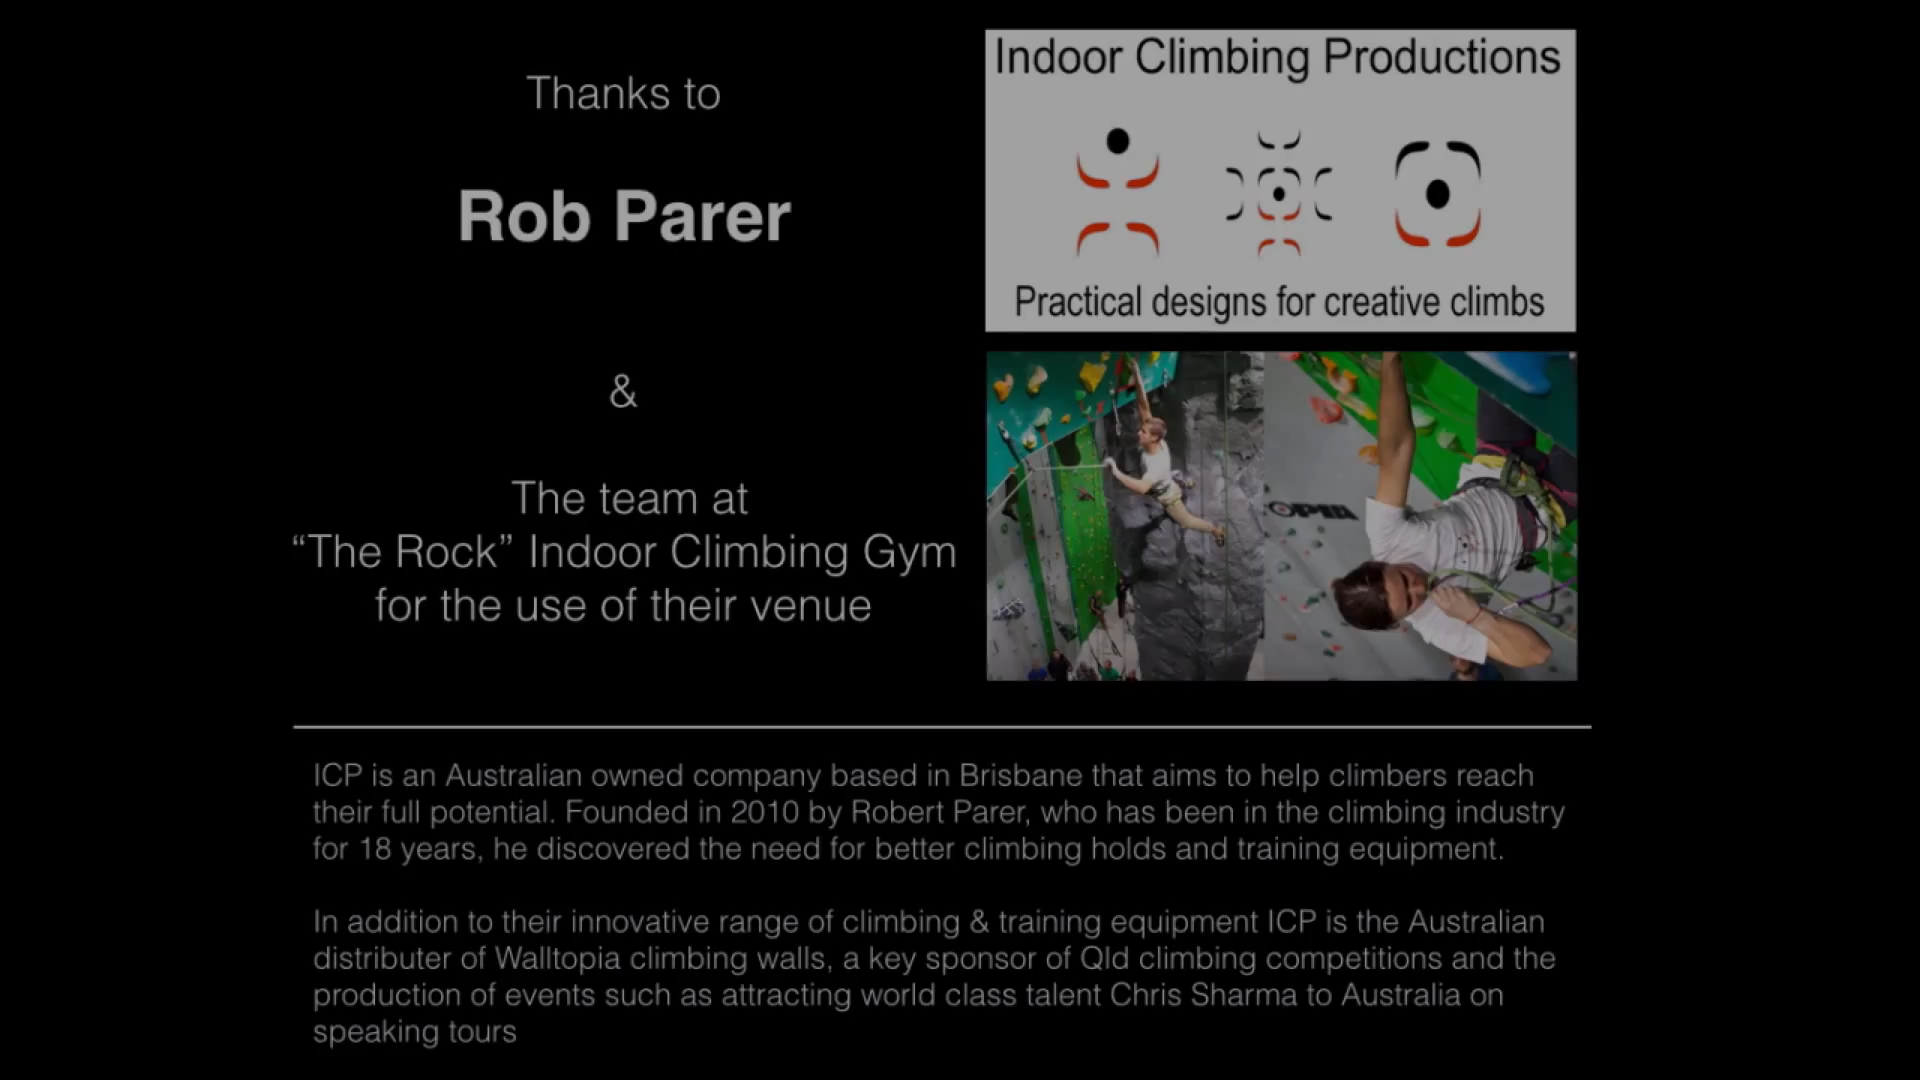 Thanks to
Rob Parer
&
The team at
“The Rock” Indoor Climbing Gym
for the use of their venue
Indoor Climbing Productions
Practical designs for creative climbs
OPIA
ICP is an Australian owned company based in Brisbane that aims to help climbers reach
their full potential. Founded in 2010 by Robert Parer, who has been in the climbing industry
for 18 years, he discovered the need for better climbing holds and training equipment.
In addition to their innovative range of climbing & training equipment ICP is the Australian
distributer of Walltopia climbing walls, a key sponsor of Qld climbing competitions and the
production of events such as attracting world class talent Chris Sharma to Australia on
speaking tours